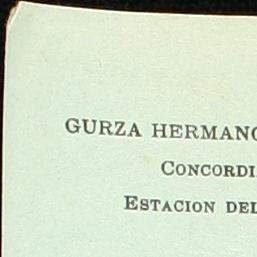 GURZA HERMANO
CONCORDI
ESTACION DEL